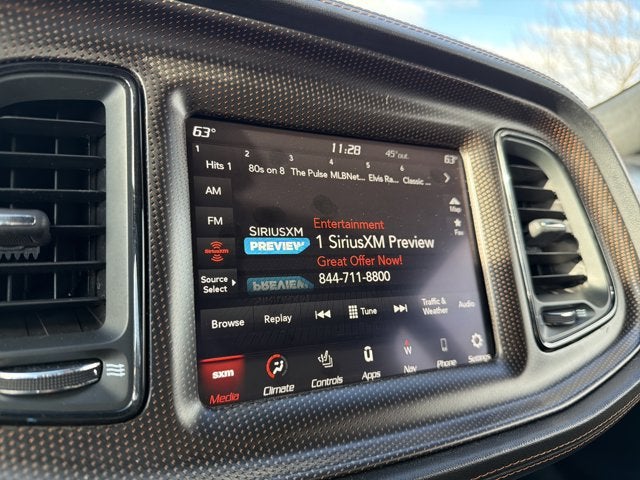 63° 11:28 45°out. 63°
1 2 3 4 5 6
Hits 1 80s on 8 The Pulse MLBNet... Elvis Ra... Classic ...
AM
FM
SiriusXM
Source Select
Map
Fav
SIRIUSXM
PREVIEW
Entertainment
1 SiriusXM Preview
Great Offer Now!
844-711-8800
PREVIEW
Browse Replay Tune Traffic & Weather Audio
sxm
Media Climate Controls Apps Nav Phone Settings
W